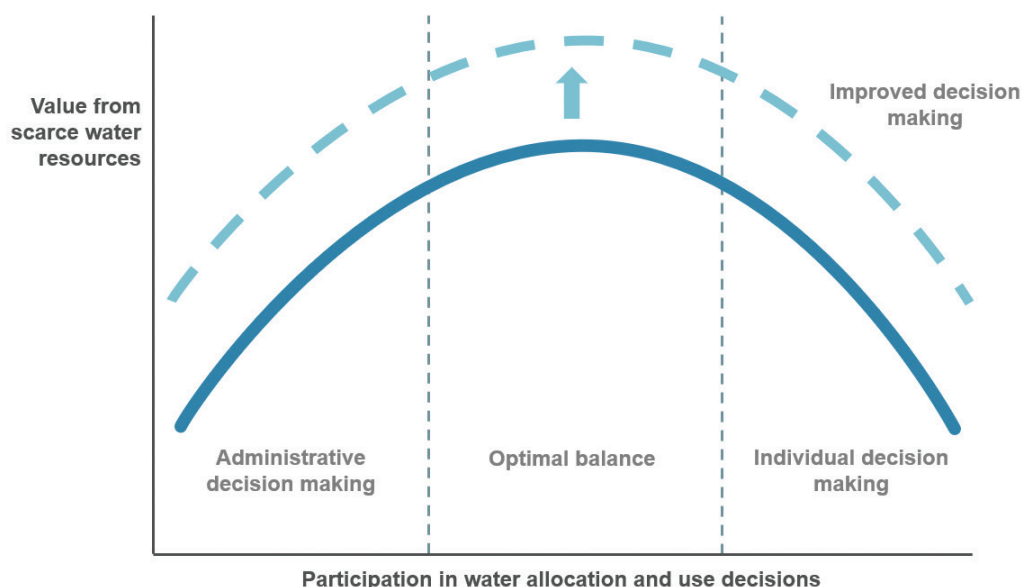 Value from
scarce water
resources
Improved decision
making
Administrative
decision making
Optimal balance
Individual decision
making
Participation in water allocation and use decisions